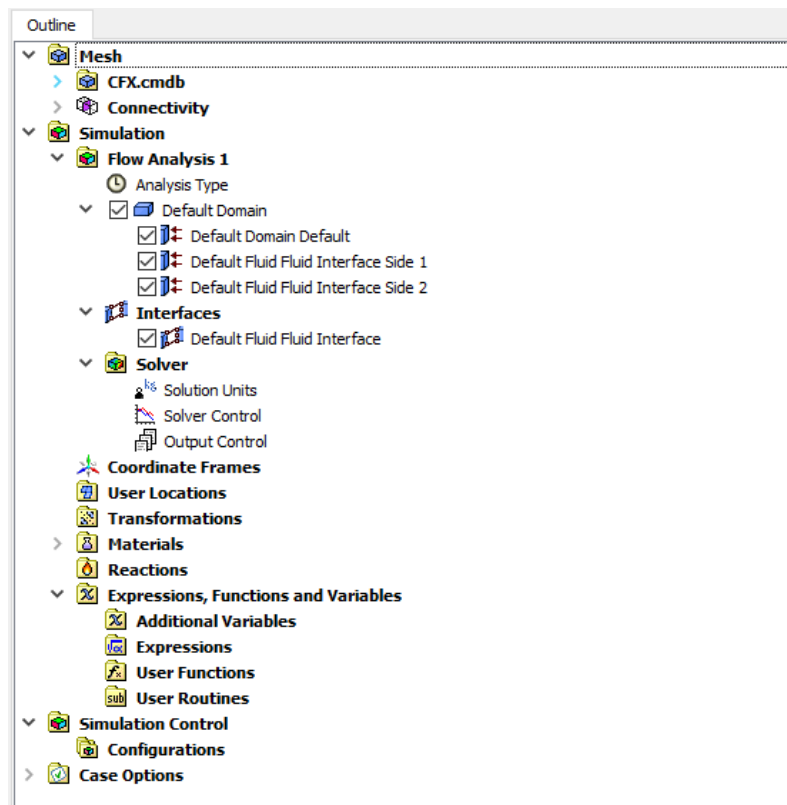 Outline
Mesh
CFX.cmdb
Connectivity
Simulation
Flow Analysis 1
Analysis Type
Default Domain
Default Domain Default
Default Fluid Fluid Interface Side 1
Default Fluid Fluid Interface Side 2
Interfaces
Default Fluid Fluid Interface
Solver
Solution Units
Solver Control
Output Control
Coordinate Frames
User Locations
Transformations
Materials
Reactions
Expressions, Functions and Variables
Additional Variables
Expressions
User Functions
User Routines
Simulation Control
Configurations
Case Options